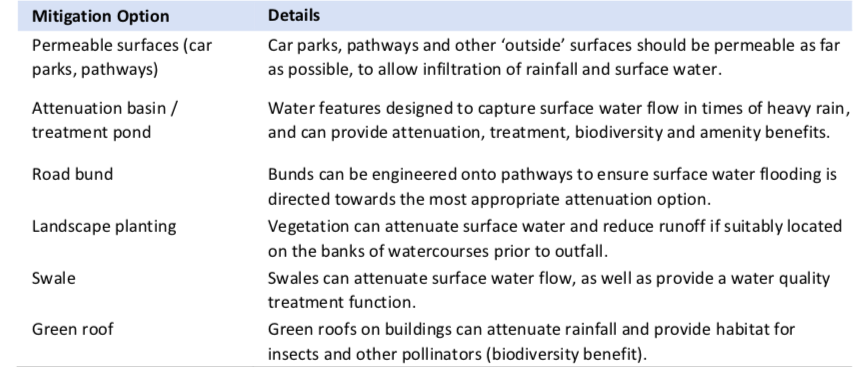 Mitigation Option Details
Permeable surfaces (car parks, pathways)
Car parks, pathways and other ‘outside’ surfaces should be permeable as far
as possible, to allow infiltration of rainfall and surface water.
Attenuation basin /
treatment pond
Water features designed to capture surface water flow in times of heavy rain,
and can provide attenuation, treatment, biodiversity and amenity benefits.
Road bund
Bunds can be engineered onto pathways to ensure surface water flooding is
directed towards the most appropriate attenuation option.
Landscape planting
Vegetation can attenuate surface water and reduce runoff if suitably located
on the banks of watercourses prior to outfall.
Swale
Swales can attenuate surface water flow, as well as provide a water quality
treatment function.
Green roof
Green roofs on buildings can attenuate rainfall and provide habitat for
insects and other pollinators (biodiversity benefit).